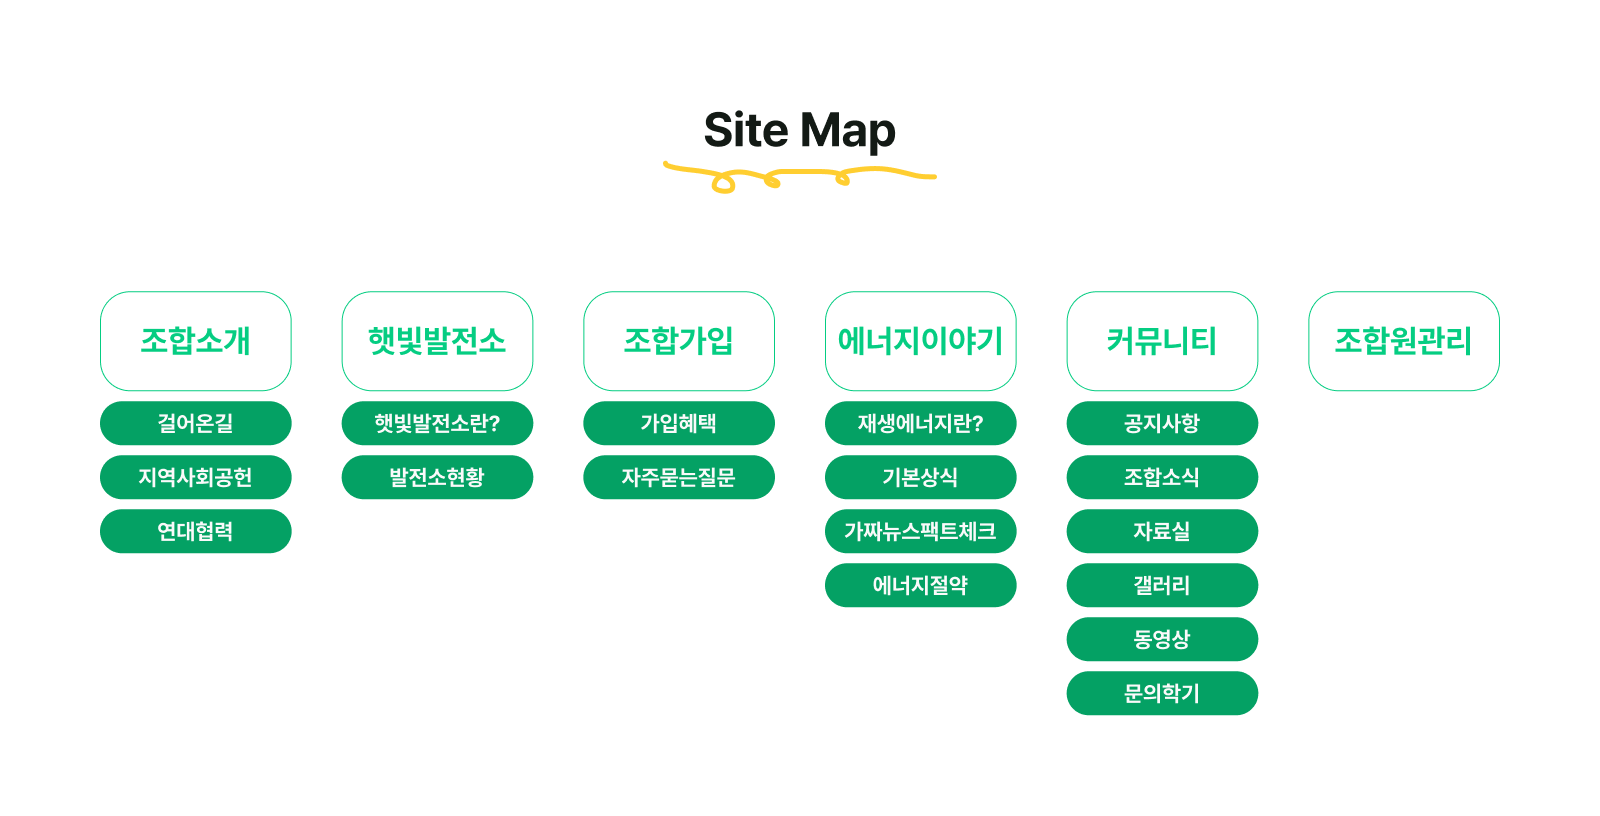 Site Map
조합소개
걸어온길
지역사회공헌
연대협력
햇빛발전소
햇빛발전소란?
발전소현황
조합가입
가입혜택
자주묻는질문
에너지이야기
재생에너지란?
기본상식
가짜뉴스팩트체크
에너지절약
커뮤니티
공지사항
조합소식
자료실
갤러리
동영상
문의학기
조합원관리